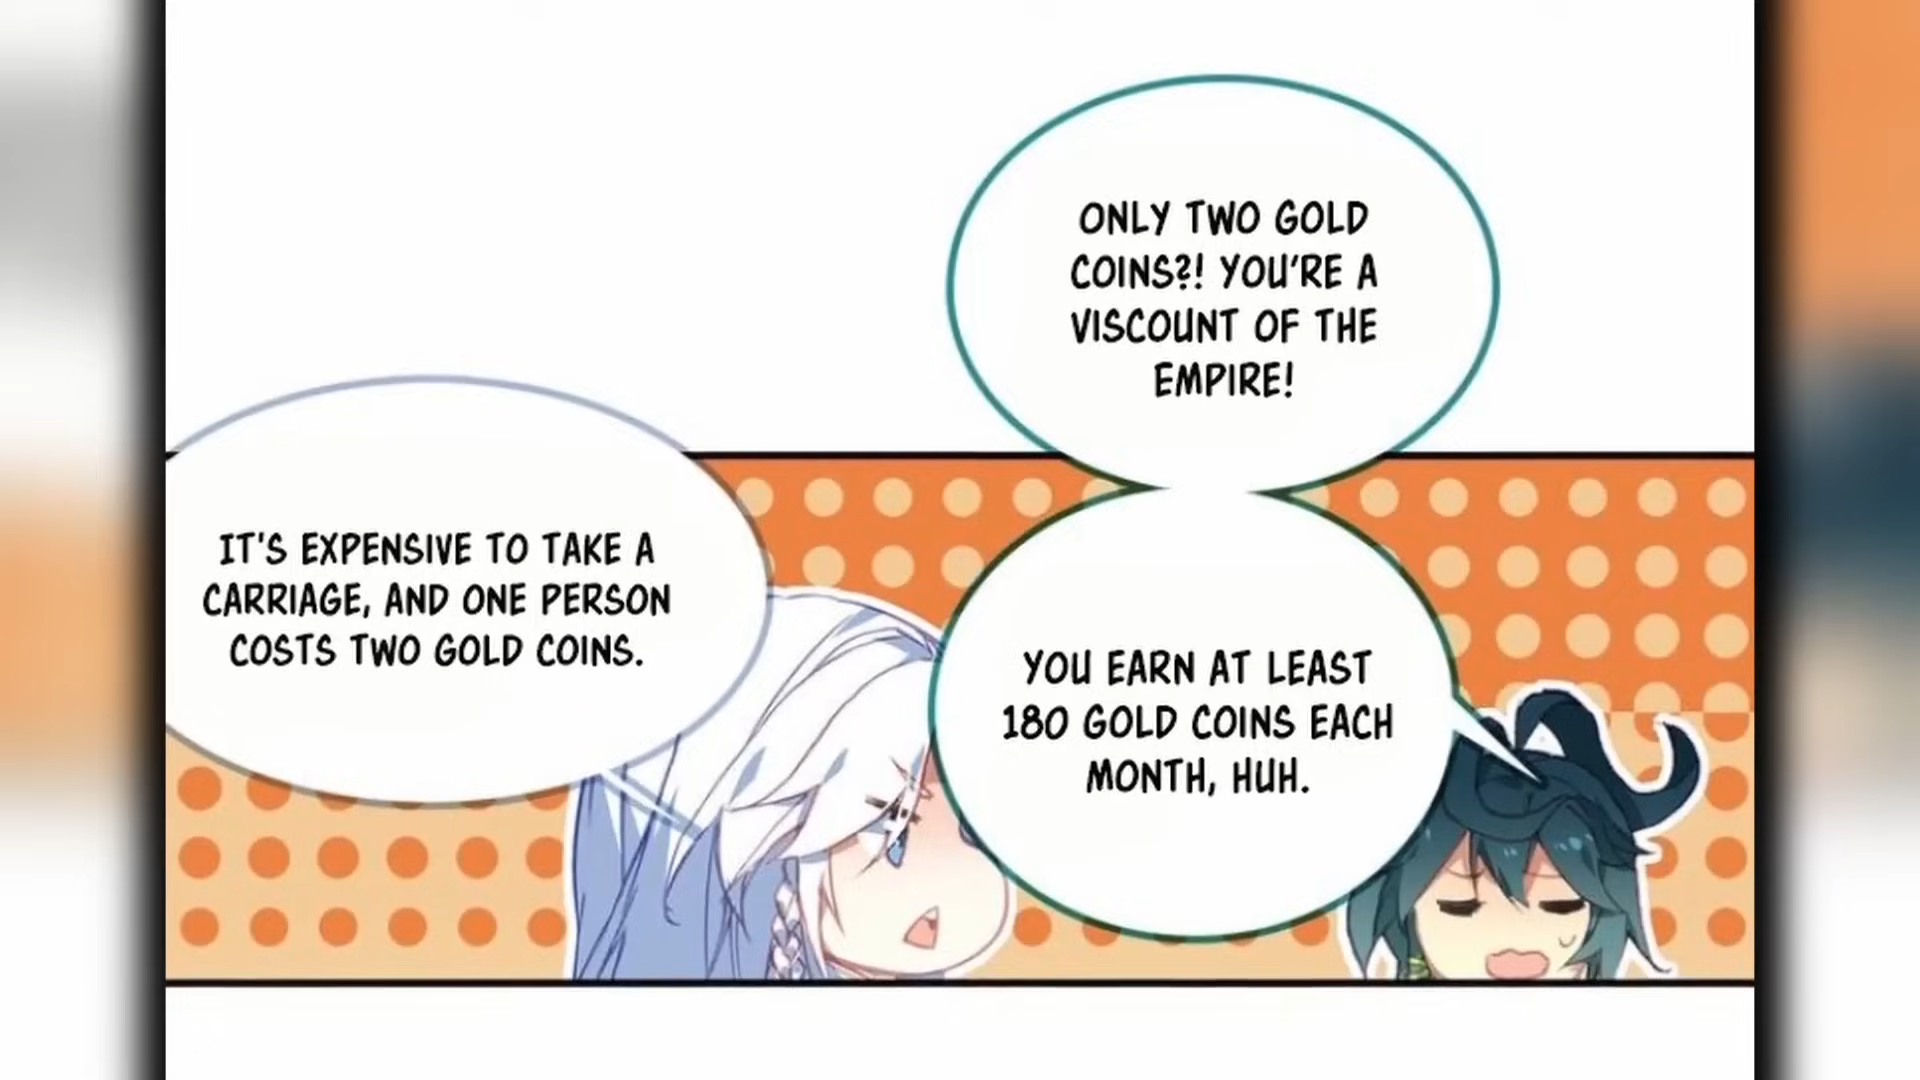 IT'S EXPENSIVE TO TAKE A
CARRIAGE, AND ONE PERSON
COSTS TWO GOLD COINS.
ONLY TWO GOLD
COINS?! YOU'RE A
VISCOUNT OF THE
EMPIRE!
YOU EARN AT LEAST
180 GOLD COINS EACH
MONTH, HUH.